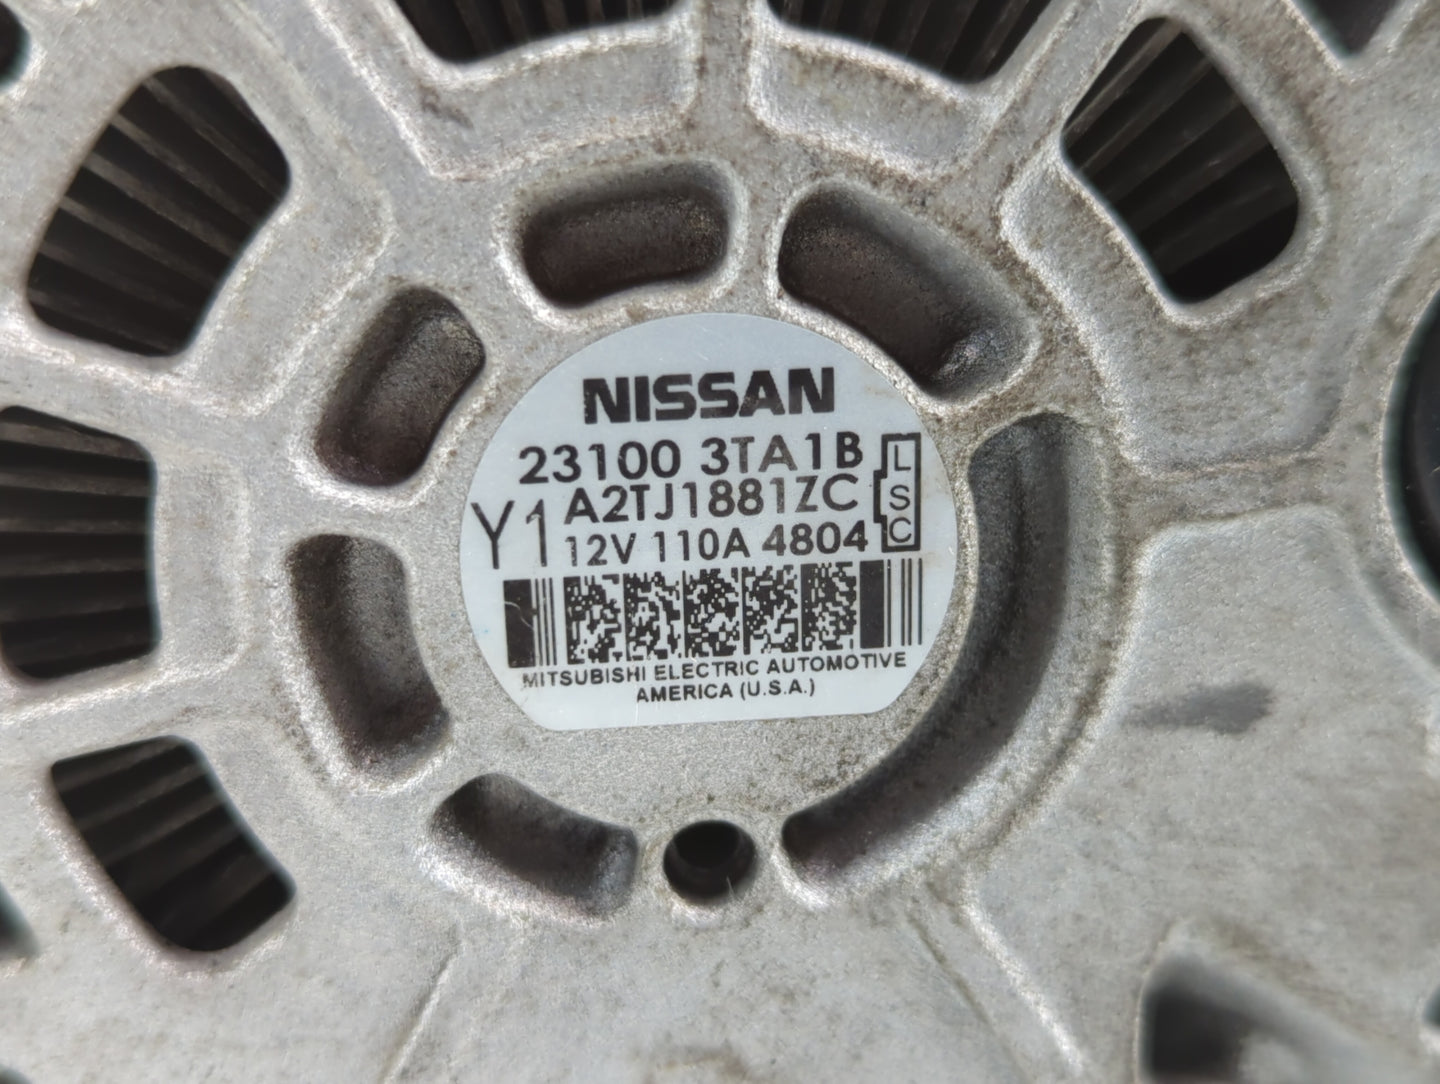 NISSAN
23100 3TA1B
A2TJ1881ZC
Y1
12V 110A 4804
L
S
C
MITSUBISHI ELECTRIC AUTOMOTIVE
AMERICA (U.S.A.)